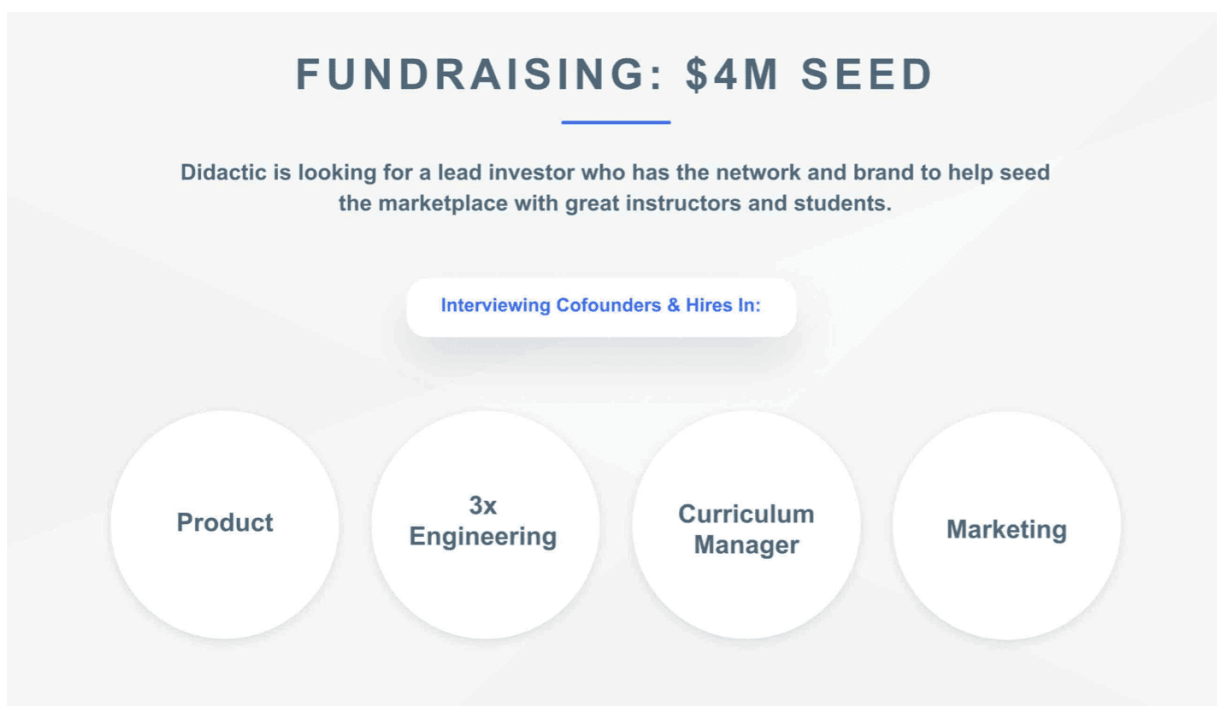 FUNDRAISING: $4M SEED
Didactic is looking for a lead investor who has the network and brand to help seed
the marketplace with great instructors and students.
Interviewing Cofounders & Hires In:
Product
3x
Engineering
Curriculum
Manager
Marketing